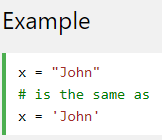 Example
x = "John"
# is the same as
x = 'John'